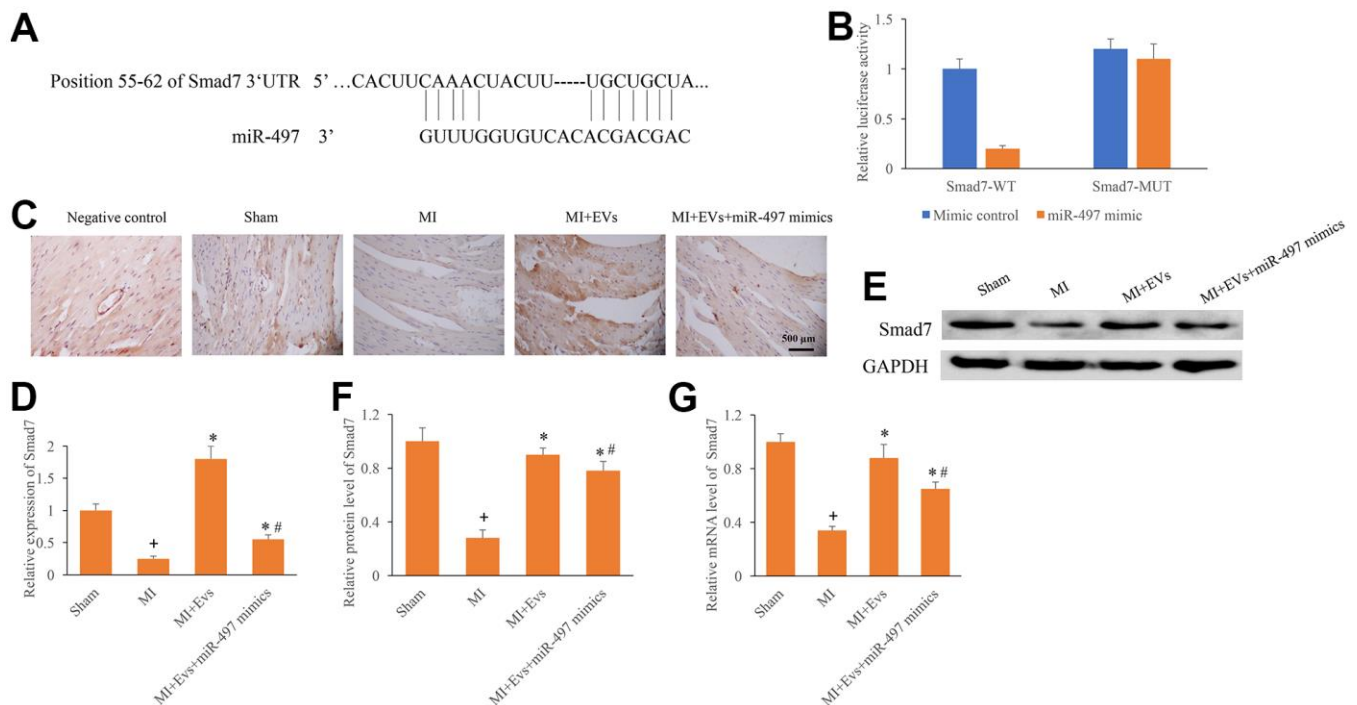 A
Position 55-62 of Smad7 3‘UTR 5’ …CACUUCAAACUACUU-----UGCUGCUA...
miR-497 3’ GUUUGGUGUCACACGACGAC
B
Relative luciferase activity
1.5
1
0.5
0
Smad7-WT Smad7-MUT
Mimic control miR-497 mimic
C
Negative control Sham MI MI+EVs MI+EVs+miR-497 mimics
500 µm
E
Sham MI MI+EVs MI+EVs+miR-497 mimics
Smad7
GAPDH
D
Relative expression of Smad7
2
1.5
1
0.5
0
+ * *#
Sham MI MI+Evs MI+Evs+miR-497 mimics
F
Relative protein level of Smad7
1.2
0.8
0.4
0
+ * *#
Sham MI MI+Evs MI+Evs+miR-497 mimics
G
Relative mRNA level of Smad7
1.2
0.8
0.4
0
+ * *#
Sham MI MI+Evs MI+Evs+miR-497 mimics